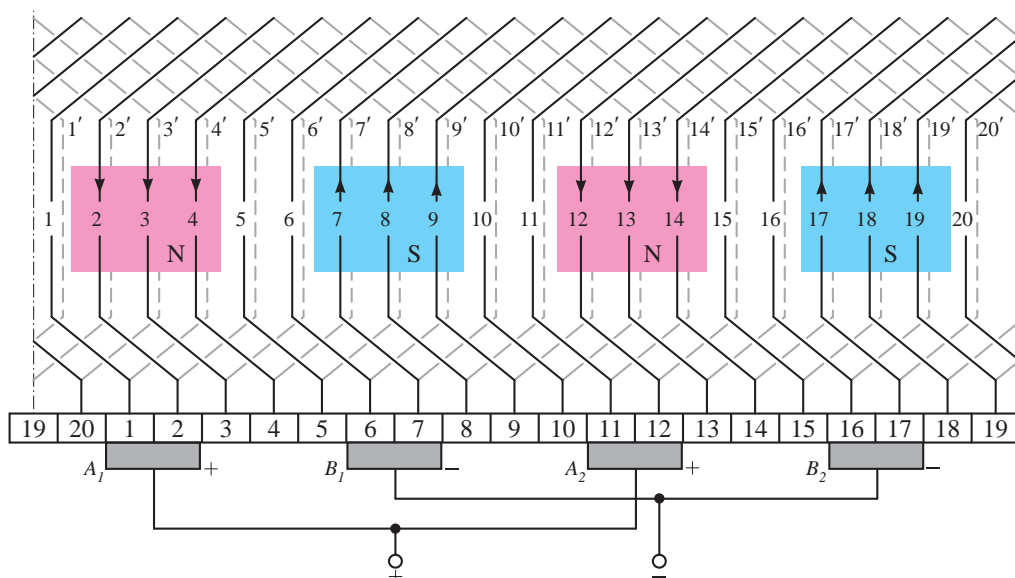 1′ 2′ 3′ 4′ 5′ 6′ 7′ 8′ 9′ 10′ 11′ 12′ 13′ 14′ 15′ 16′ 17′ 18′ 19′ 20′
1 2 3 4 5 6 7 8 9 10 11 12 13 14 15 16 17 18 19 20
N S N S
19 20 1 2 3 4 5 6 7 8 9 10 11 12 13 14 15 16 17 18 19
A1 + B1 − A2 + B2 −
+ −